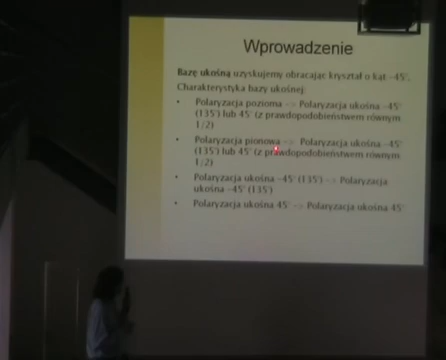 Wprowadzenie
Bazę ukośną uzyskujemy obracając kryształ o kąt -45°.
Charakterystyka bazy ukośnej:
• Polaryzacja pozioma -> Polaryzacja ukośna -45°
(135°) lub 45° (z prawdopodobieństwem równym
1/2)
• Polaryzacja pionowa -> Polaryzacja ukośna -45°
(135°) lub 45° (z prawdopodobieństwem równym
1/2)
• Polaryzacja ukośna -45° (135°) -> Polaryzacja
ukośna -45° (135°)
• Polaryzacja ukośna 45° -> Polaryzacja ukośna 45°